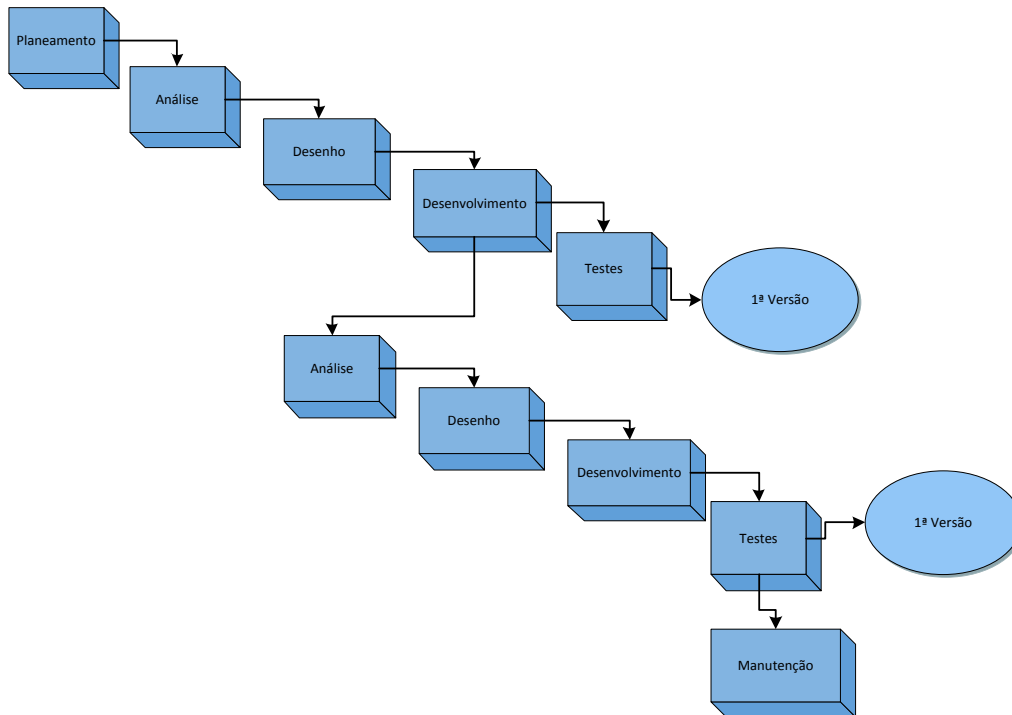 Planeamento
Análise
Desenho
Desenvolvimento
Testes
1ª Versão
Análise
Desenho
Desenvolvimento
Testes
1ª Versão
Manutenção